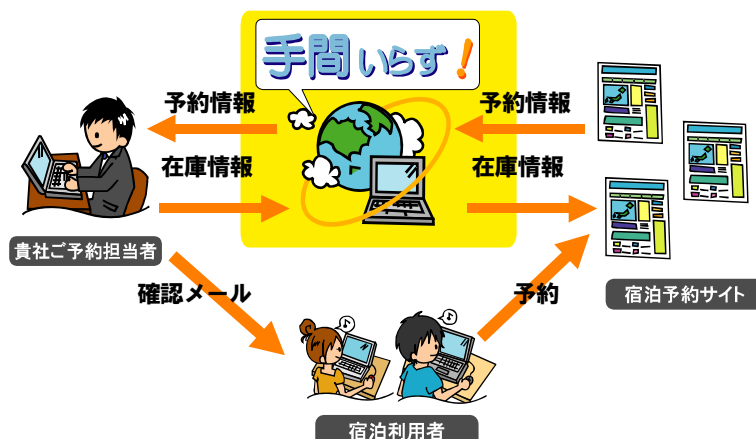 手間いらず!
予約情報
予約情報
在庫情報
在庫情報
貴社ご予約担当者
確認メール
予約
宿泊予約サイト
宿泊利用者